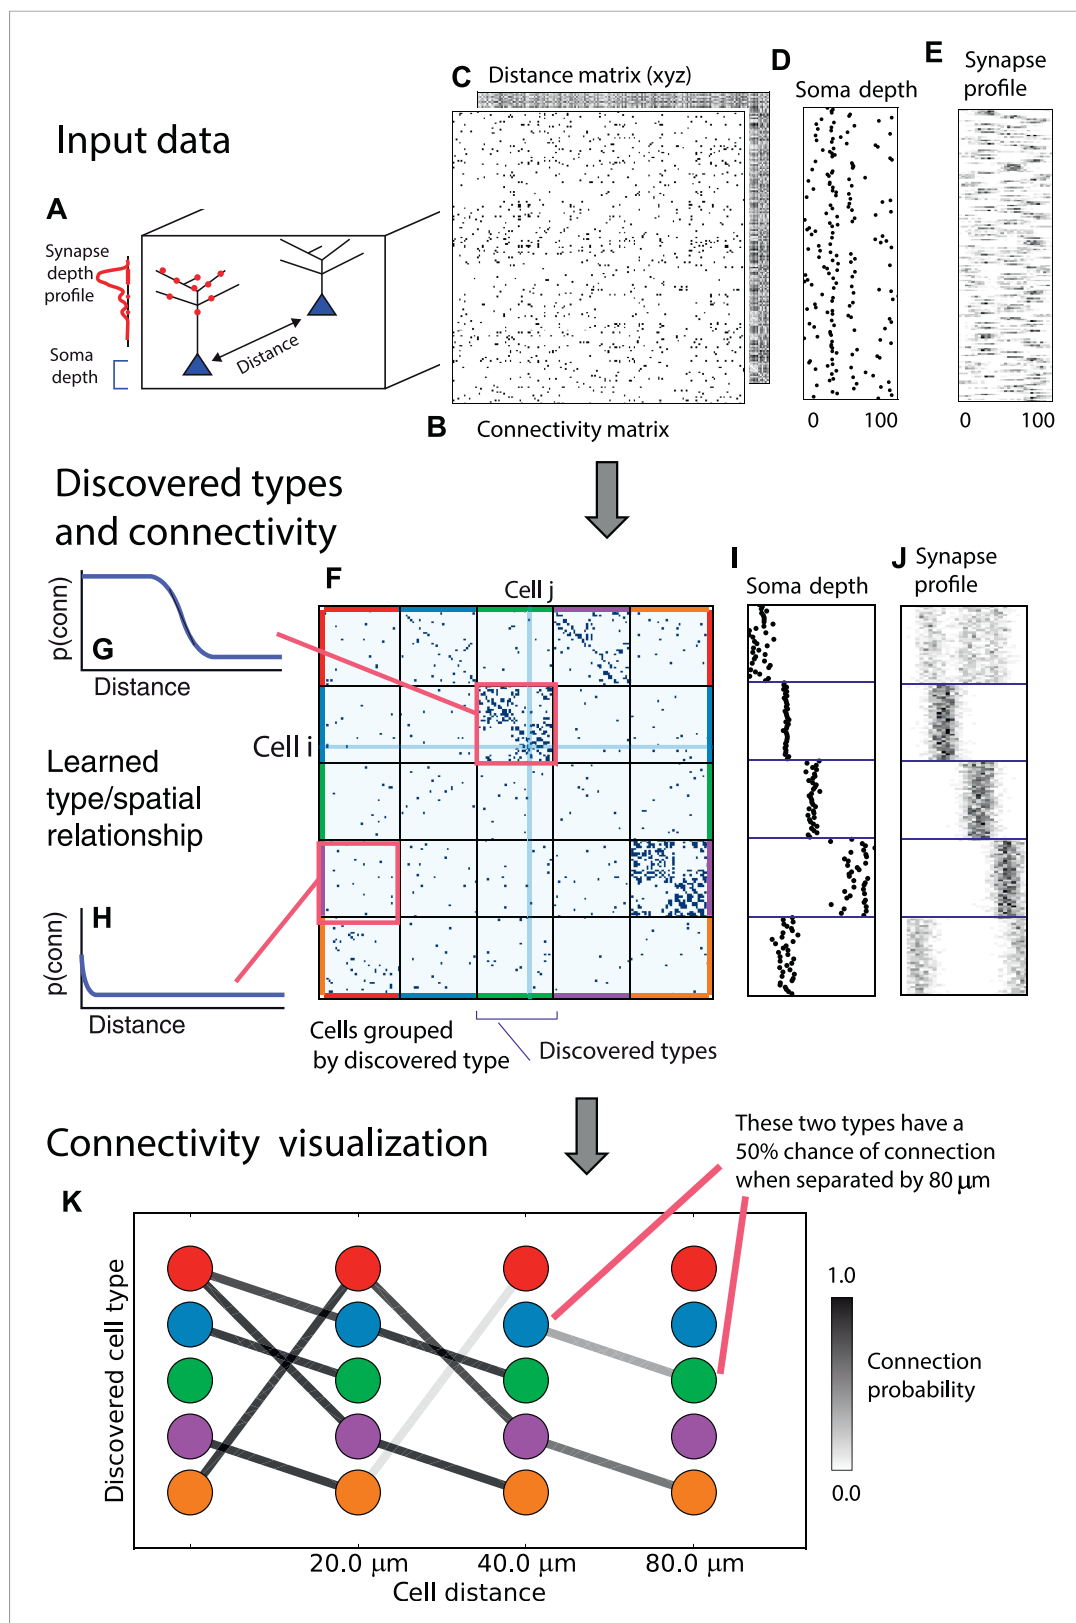 Input data
A
Synapse
depth
profile
Soma
depth
Distance
C
Distance matrix (xyz)
B
Connectivity matrix
D
Soma depth
0 100
E
Synapse
profile
0 100
Discovered types
and connectivity
p(conn)
G
Distance
Learned
type/spatial
relationship
p(conn)
H
Distance
F
Cell j
Cell i
Cells grouped
by discovered type
Discovered types
I
Soma depth
J
Synapse
profile
Connectivity visualization
These two types have a
50% chance of connection
when separated by 80 μm
K
Discovered cell type
20.0 μm
40.0 μm
80.0 μm
Cell distance
1.0
Connection
probability
0.0